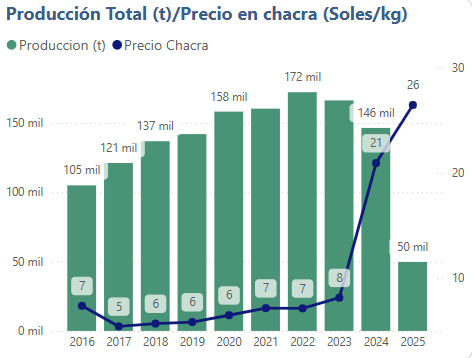 Producción Total (t)/Precio en chacra (Soles/kg)
Produccion (t) Precio Chacra
30
26
172 mil
158 mil
146 mil
150 mil
137 mil
121 mil
105 mil
21
20
100 mil
50 mil
50 mil
10
7 5 6 6 6 7 7 8
0 mil
2016 2017 2018 2019 2020 2021 2022 2023 2024 2025